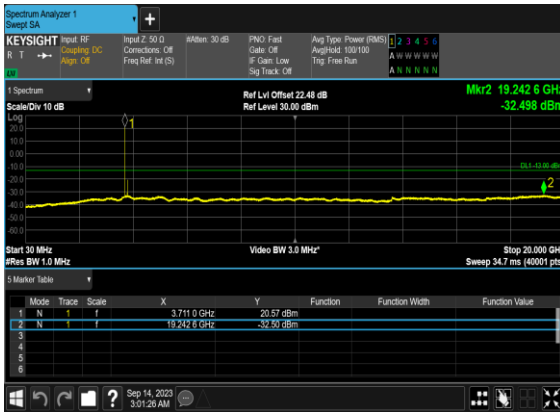 Spectrum Analyzer 1
Swept SA
+
KEYSIGHT
R T
Input: RF
Coupling: DC
Align: Off
Input Z: 50 Ω
Corrections: Off
Freq Ref: Int (S)
#Atten: 30 dB
PNO: Fast
Gate: Off
IF Gain: Low
Sig Track: Off
Avg Type: Power (RMS)
Avg|Hold: 100/100
Trig: Free Run
1 2 3 4 5 6
A W W W W W
A N N N N N
1 Spectrum
Scale/Div 10 dB
Ref Lvl Offset 22.48 dB
Ref Level 30.00 dBm
Mkr2 19.242 6 GHz
-32.498 dBm
Log
20.0
10.0
0.00
-10.0
-20.0
-30.0
-40.0
-50.0
-60.0
1
DL1 -13.00 dBm
2
Start 30 MHz
#Res BW 1.0 MHz
Video BW 3.0 MHz*
Stop 20.000 GH
Sweep 34.7 ms (40001 pts
5 Marker Table
Mode Trace Scale X Y Function Function Width Function Value
1 N 1 f 3.711 0 GHz 20.57 dBm
2 N 1 f 19.242 6 GHz -32.50 dBm
3
4
5
6
?
Sep 14, 2023
3:01:26 AM